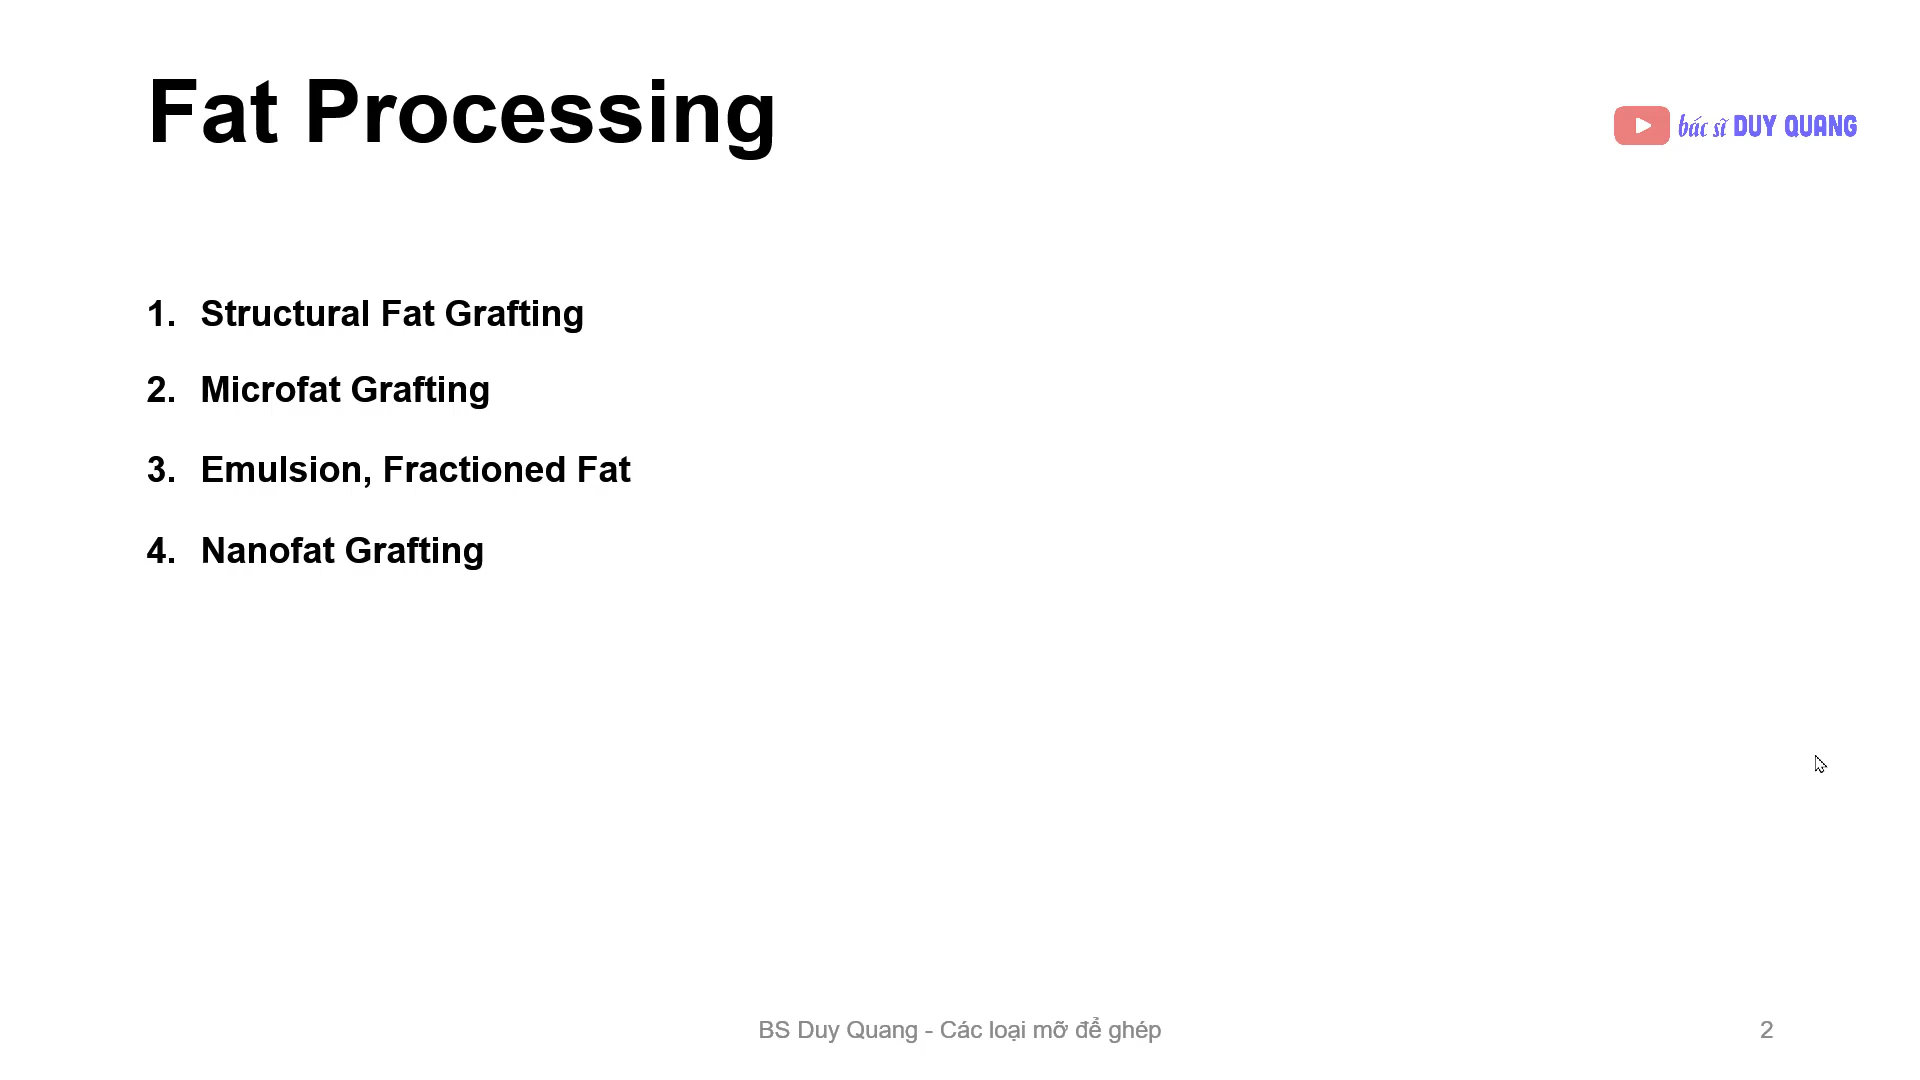 Fat Processing
bác sĩ DUY QUANG
1. Structural Fat Grafting
2. Microfat Grafting
3. Emulsion, Fractioned Fat
4. Nanofat Grafting
BS Duy Quang - Các loại mỡ để ghép
2